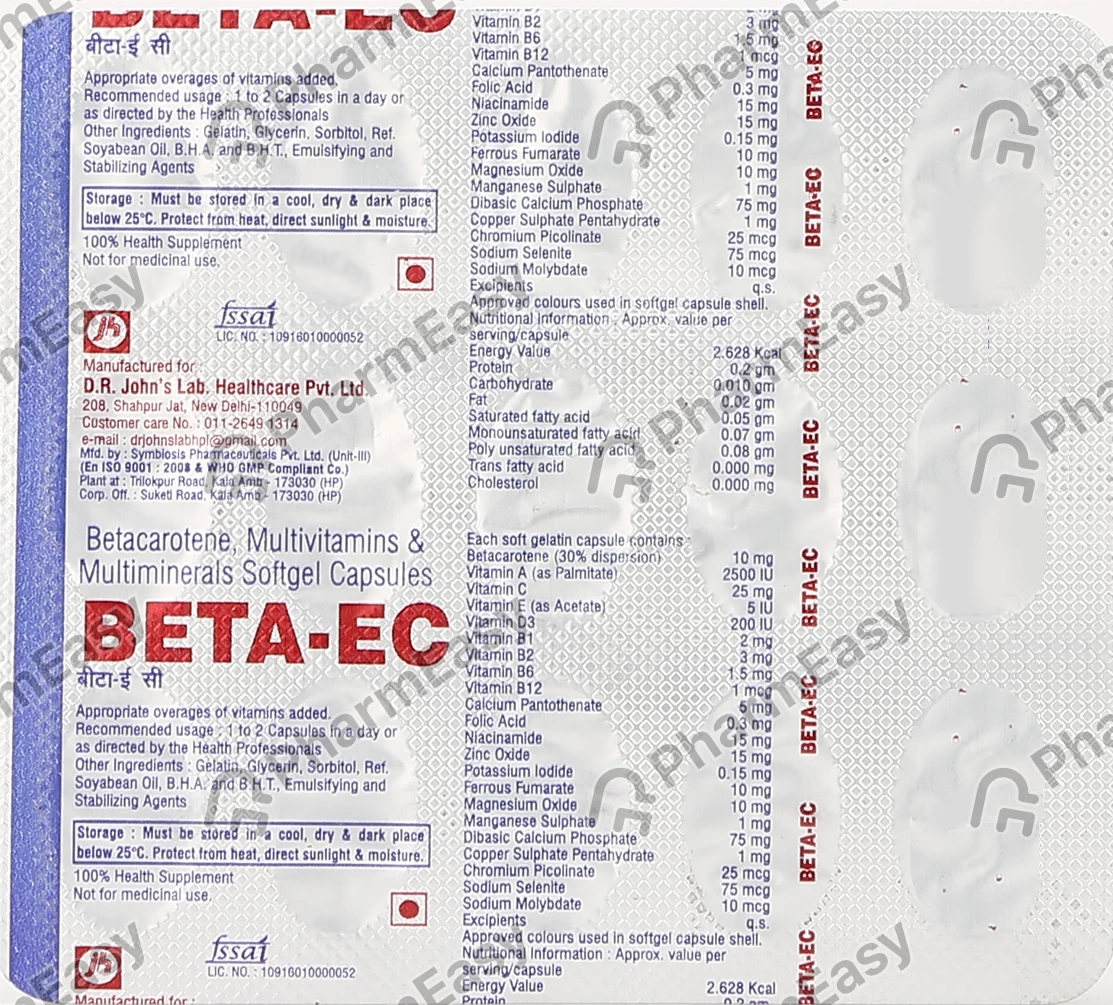 BETA-EC
बीटा-ई सी
Appropriate overages of vitamins added.
Recommended usage : 1 to 2 Capsules in a day or
as directed by the Health Professionals
Other Ingredients : Gelatin, Glycerin, Sorbitol, Ref.
Soyabean Oil, B.H.A. and B.H.T., Emulsifying and
Stabilizing Agents
Storage : Must be stored in a cool, dry & dark place
below 25°C. Protect from heat, direct sunlight & moisture.
100% Health Supplement
Not for medicinal use.
fssai
LIC. NO. : 10916010000052
Manufactured for :
D.R. John's Lab. Healthcare Pvt. Ltd.
208, Shahpur Jat, New Delhi-110049
Customer care No. : 011-2649 1314
e-mail : drjohnslabhpl@gmail.com
Mfd. by : Symbiosis Pharmaceuticals Pvt. Ltd. (Unit-III)
(En ISO 9001 : 2008 & WHO GMP Compliant Co.)
Plant at : Trilokpur Road, Kala Amb - 173030 (HP)
Corp. Off. : Suketi Road, Kala Amb - 173030 (HP)
Betacarotene, Multivitamins &
Multiminerals Softgel Capsules
BETA-EC
बीटा-ई सी
Appropriate overages of vitamins added.
Recommended usage : 1 to 2 Capsules in a day or
as directed by the Health Professionals
Other Ingredients : Gelatin, Glycerin, Sorbitol, Ref.
Soyabean Oil, B.H.A. and B.H.T., Emulsifying and
Stabilizing Agents
Storage : Must be stored in a cool, dry & dark place
below 25°C. Protect from heat, direct sunlight & moisture.
100% Health Supplement
Not for medicinal use.
fssai
LIC. NO. : 10916010000052
Manufactured for :
Vitamin B2 3 mg
Vitamin B6 1.5 mg
Vitamin B12 1 mcg
Calcium Pantothenate 5 mg
Folic Acid 0.3 mg
Niacinamide 15 mg
Zinc Oxide 15 mg
Potassium Iodide 0.15 mg
Ferrous Fumarate 10 mg
Magnesium Oxide 10 mg
Manganese Sulphate 1 mg
Dibasic Calcium Phosphate 75 mg
Copper Sulphate Pentahydrate 1 mg
Chromium Picolinate 25 mcg
Sodium Selenite 75 mcg
Sodium Molybdate 10 mcg
Excipients q.s.
Approved colours used in softgel capsule shell.
Nutritional Information : Approx. value per
serving/capsule
Energy Value 2.628 Kcal
Protein 0.2 gm
Carbohydrate 0.010 gm
Fat 0.02 gm
Saturated fatty acid 0.05 gm
Monounsaturated fatty acid 0.07 gm
Poly unsaturated fatty acid 0.08 gm
Trans fatty acid 0.000 mg
Cholesterol 0.000 mg
Each soft gelatin capsule contains :
Betacarotene (30% dispersion) 10 mg
Vitamin A (as Palmitate) 2500 IU
Vitamin C 25 mg
Vitamin E (as Acetate) 5 IU
Vitamin D3 200 IU
Vitamin B1 2 mg
Vitamin B2 3 mg
Vitamin B6 1.5 mg
Vitamin B12 1 mcg
Calcium Pantothenate 5 mg
Folic Acid 0.3 mg
Niacinamide 15 mg
Zinc Oxide 15 mg
Potassium Iodide 0.15 mg
Ferrous Fumarate 10 mg
Magnesium Oxide 10 mg
Manganese Sulphate 1 mg
Dibasic Calcium Phosphate 75 mg
Copper Sulphate Pentahydrate 1 mg
Chromium Picolinate 25 mcg
Sodium Selenite 75 mcg
Sodium Molybdate 10 mcg
Excipients q.s.
Approved colours used in softgel capsule shell.
Nutritional Information : Approx. value per
serving/capsule
Energy Value 2.628 Kcal
Protein 0.2 gm
BETA-EC
BETA-EC
BETA-EC
BETA-EC
BETA-EC
BETA-EC
BETA-EC
BETA-EC
PharmEasy
PharmEasy
PharmEasy
PharmEasy
PharmEasy
PharmEasy